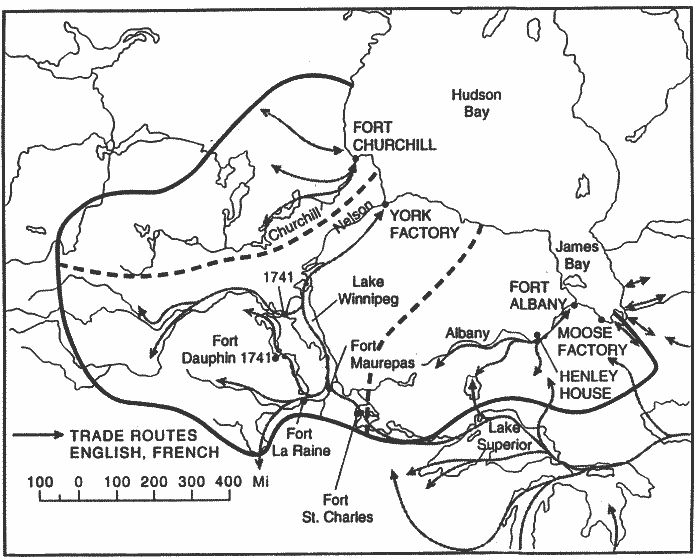 Hudson
Bay
FORT
CHURCHILL
Churchill
Nelson
YORK
FACTORY
James
Bay
1741
Lake
Winnipeg
FORT
ALBANY
Albany
MOOSE
FACTORY
Fort
Dauphin 1741
Fort
Maurepas
HENLEY
HOUSE
Fort
La Raine
Lake
Superior
TRADE ROUTES
ENGLISH, FRENCH
100 0 100 200 300 400 Mi
Fort
St. Charles